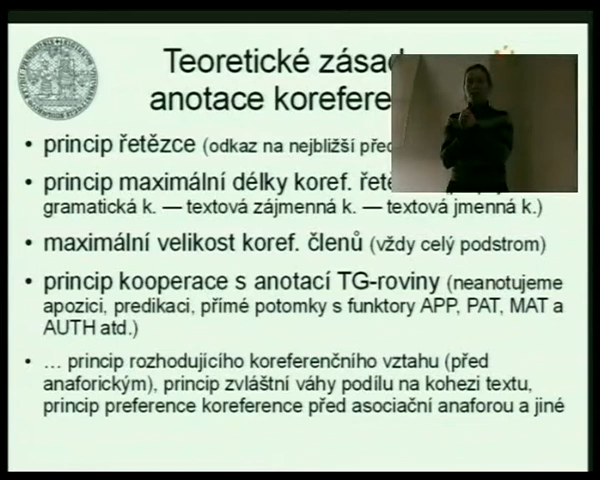 Teoretické zásad
anotace korefere
• princip řetězce (odkaz na nejbližší před
• princip maximální délky koref. řetě
gramatická k. — textová zájmenná k. — textová jmenná k.)
• maximální velikost koref. členů (vždy celý podstrom)
• princip kooperace s anotací TG-roviny (neanotujeme
apozici, predikaci, přímé potomky s funktory APP, PAT, MAT a
AUTH atd.)
• … princip rozhodujícího koreferenčního vztahu (před
anaforickým), princip zvláštní váhy podílu na kohezi textu,
princip preference koreference před asociační anaforou a jiné